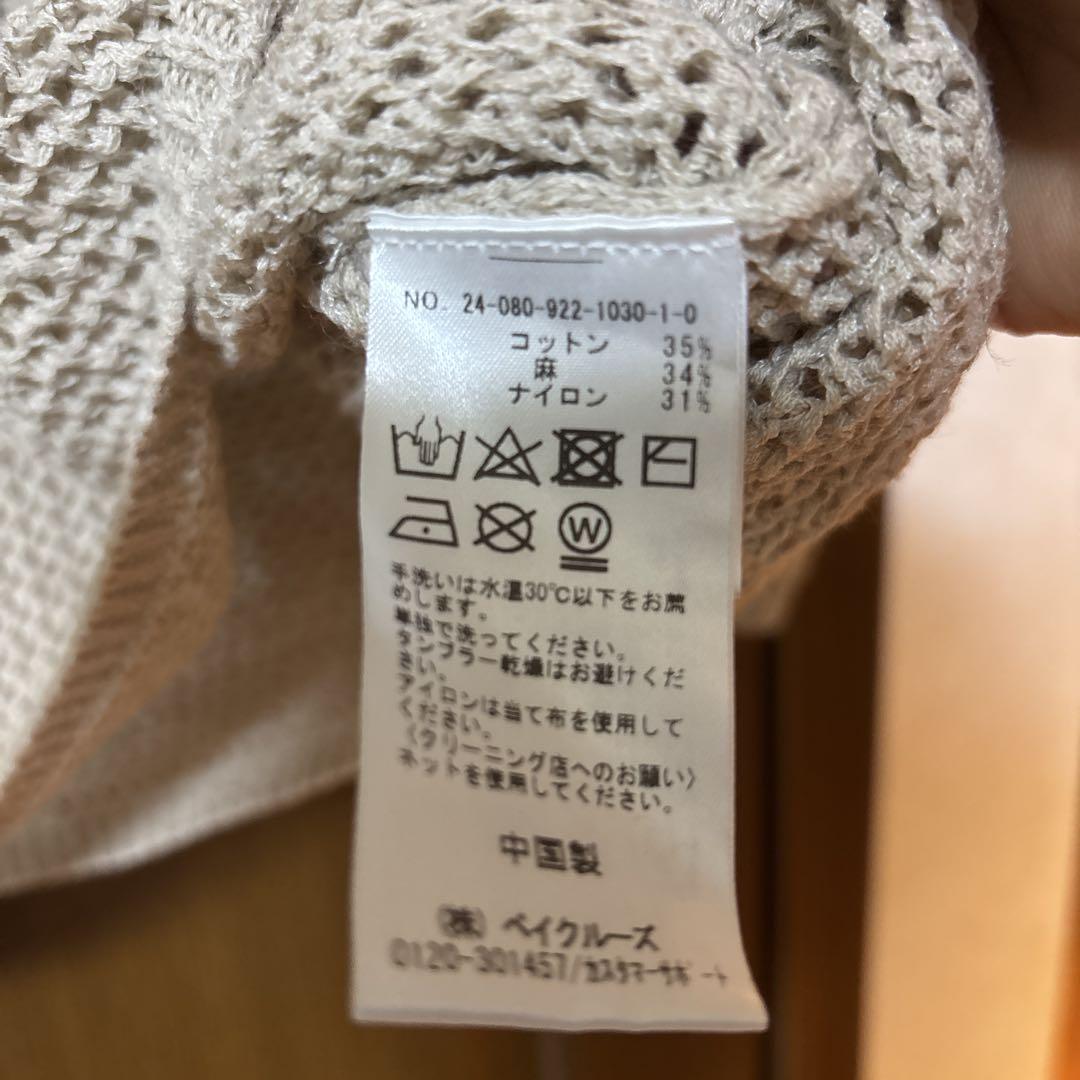 NO. 24-080-922-1030-1-0
コットン 35%
麻 34%
ナイロン 31%
W
手洗いは水温30℃以下をお薦
めします。
単独で洗ってください。
タンブラー乾燥はお避けくだ
さい。
アイロンは当て布を使用して
ください。
〈クリーニング店へのお願い〉
ネットを使用してください。
中国製
(株) ベイクルーズ
0120-301457/カスタマーサポート